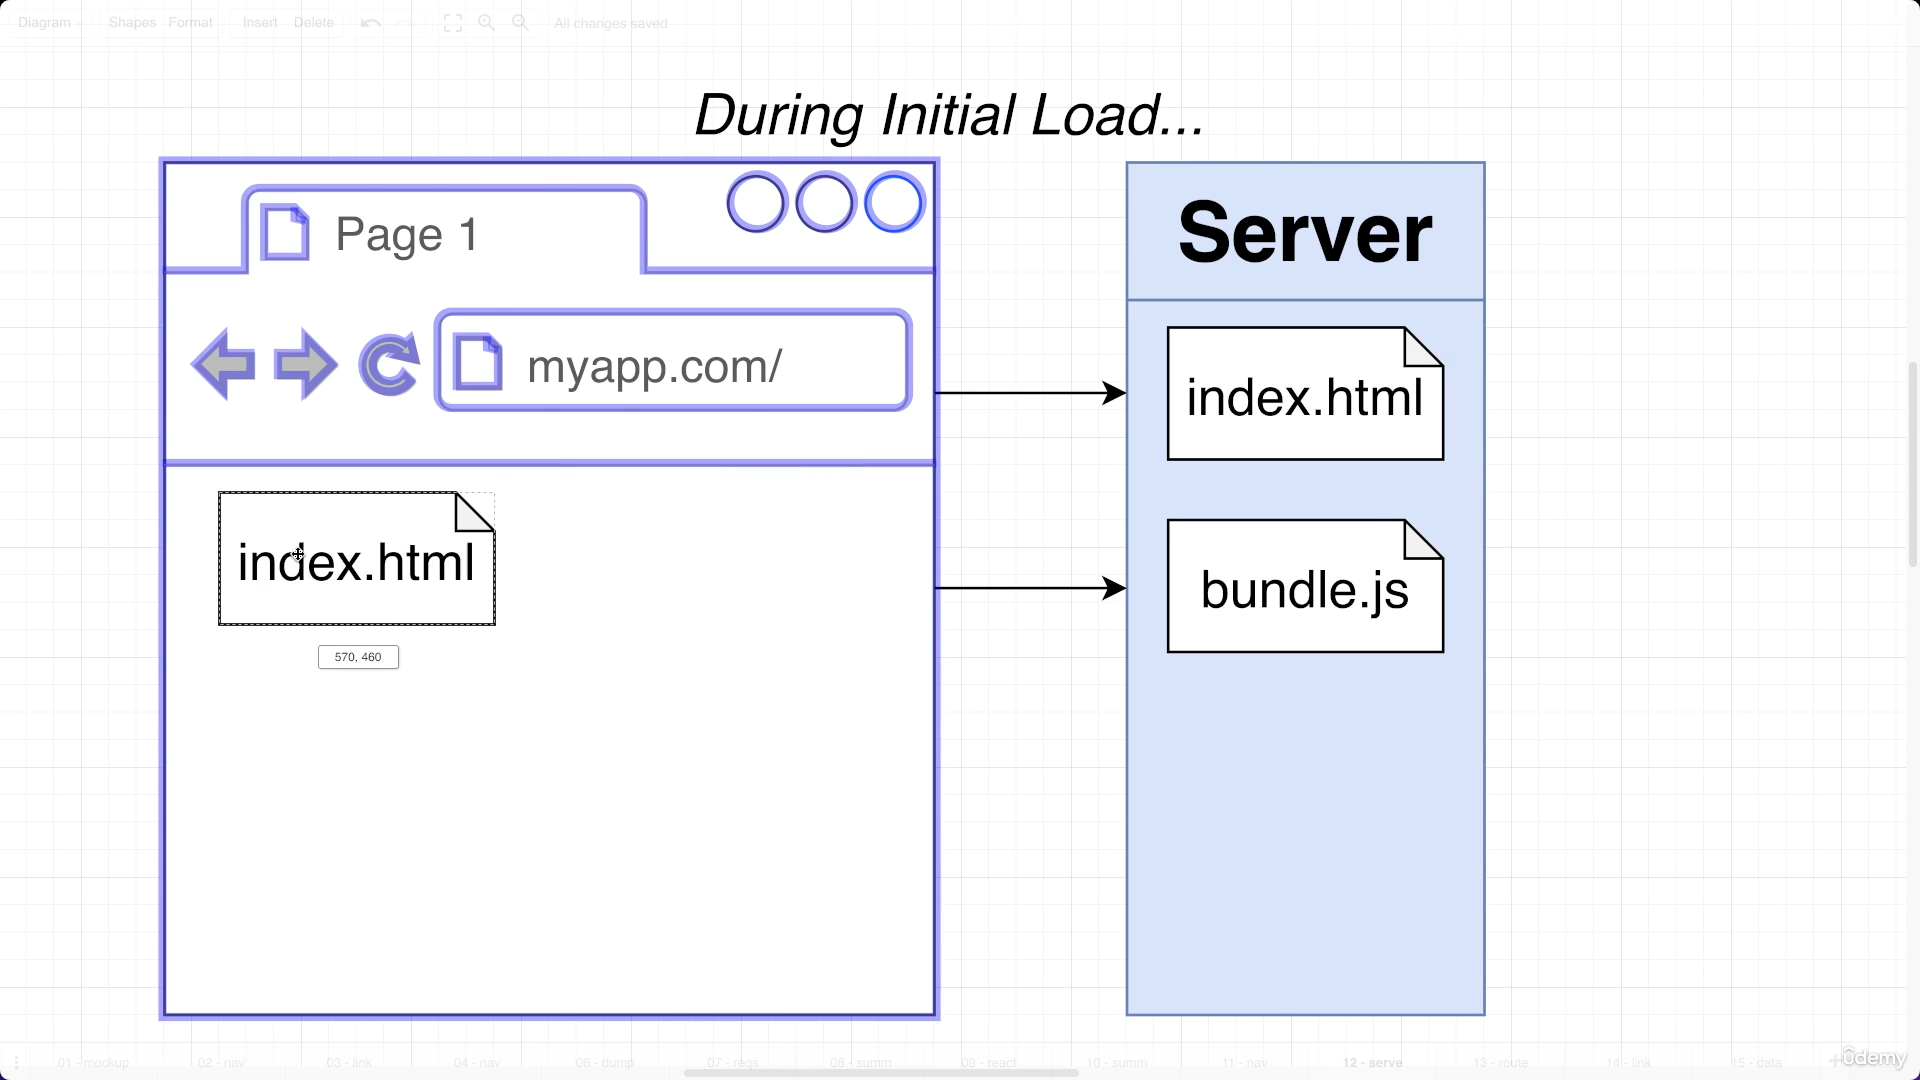 Diagram Shapes Format Insert Delete All changes saved
During Initial Load...
Page 1
myapp.com/
Server
index.html
bundle.js
index.html
570, 460
01 - mockup 02 - nav 03 - link 04 - nav 06 - dump 07 - reqs 08 - summ 09 - react 10 - summ 11 - nav 12 - serve 13 - route 14 - link 15 - data
ûdemy